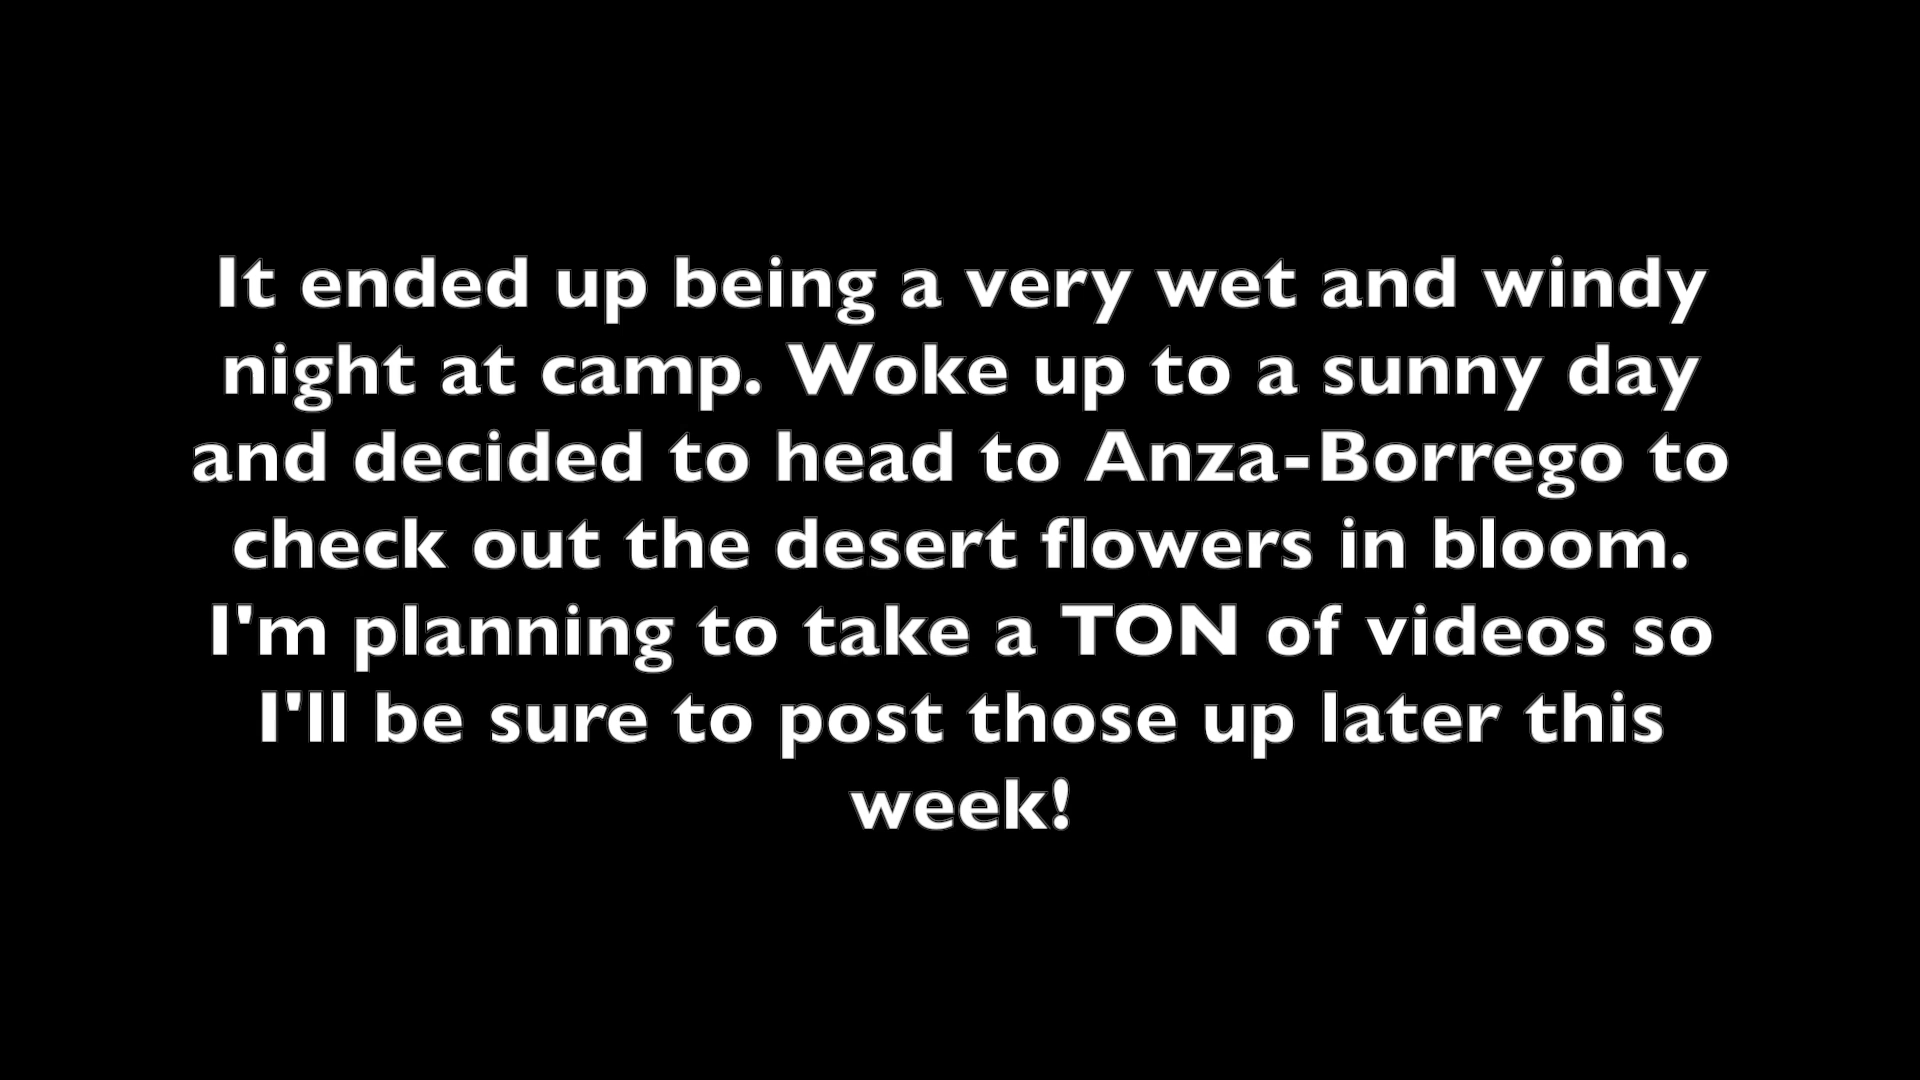 It ended up being a very wet and windy
night at camp. Woke up to a sunny day
and decided to head to Anza-Borrego to
check out the desert flowers in bloom.
I'm planning to take a TON of videos so
I'll be sure to post those up later this
week!